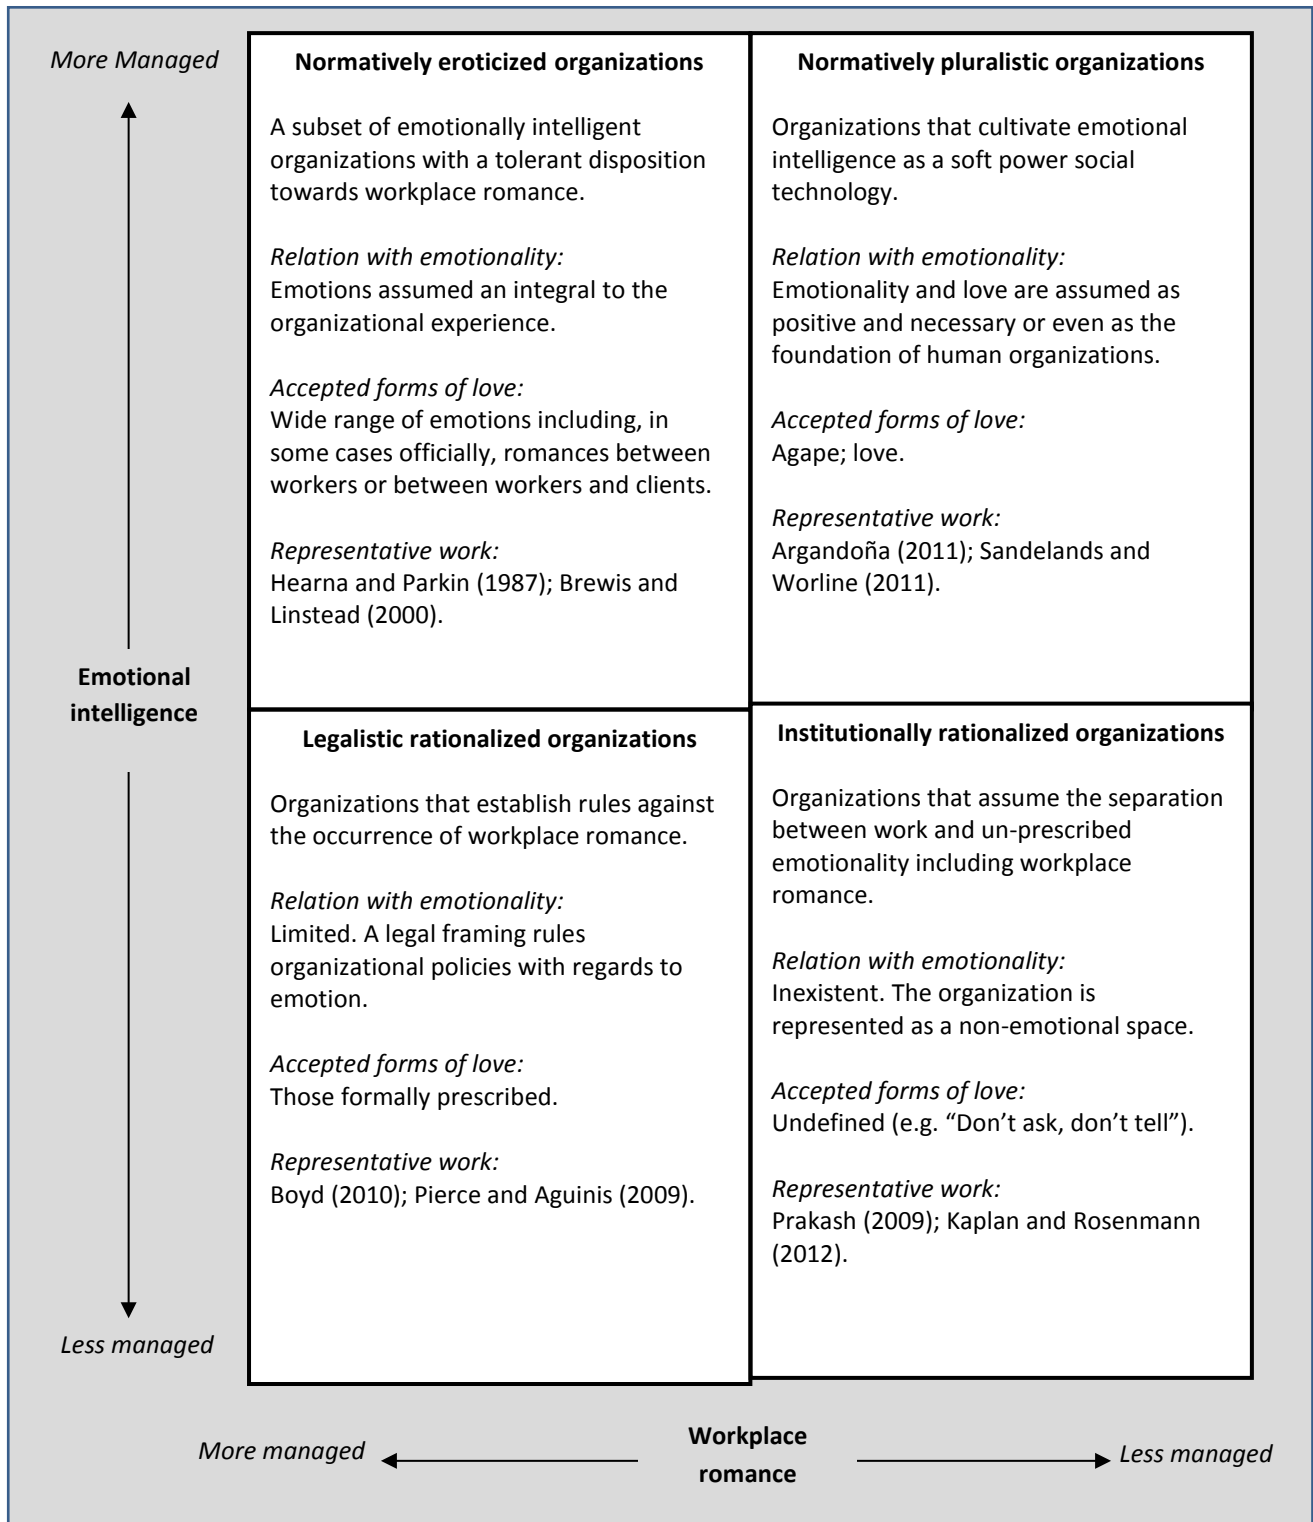 More Managed
Normatively eroticized organizations
A subset of emotionally intelligent
organizations with a tolerant disposition
towards workplace romance.
Relation with emotionality:
Emotions assumed an integral to the
organizational experience.
Accepted forms of love:
Wide range of emotions including, in
some cases officially, romances between
workers or between workers and clients.
Representative work:
Hearna and Parkin (1987); Brewis and
Linstead (2000).
Normatively pluralistic organizations
Organizations that cultivate emotional
intelligence as a soft power social
technology.
Relation with emotionality:
Emotionality and love are assumed as
positive and necessary or even as the
foundation of human organizations.
Accepted forms of love:
Agape; love.
Representative work:
Argandoña (2011); Sandelands and
Worline (2011).
Emotional
intelligence
Legalistic rationalized organizations
Organizations that establish rules against
the occurrence of workplace romance.
Relation with emotionality:
Limited. A legal framing rules
organizational policies with regards to
emotion.
Accepted forms of love:
Those formally prescribed.
Representative work:
Boyd (2010); Pierce and Aguinis (2009).
Institutionally rationalized organizations
Organizations that assume the separation
between work and un-prescribed
emotionality including workplace
romance.
Relation with emotionality:
Inexistent. The organization is
represented as a non-emotional space.
Accepted forms of love:
Undefined (e.g. “Don’t ask, don’t tell”).
Representative work:
Prakash (2009); Kaplan and Rosenmann
(2012).
Less managed
More managed
Workplace
romance
Less managed